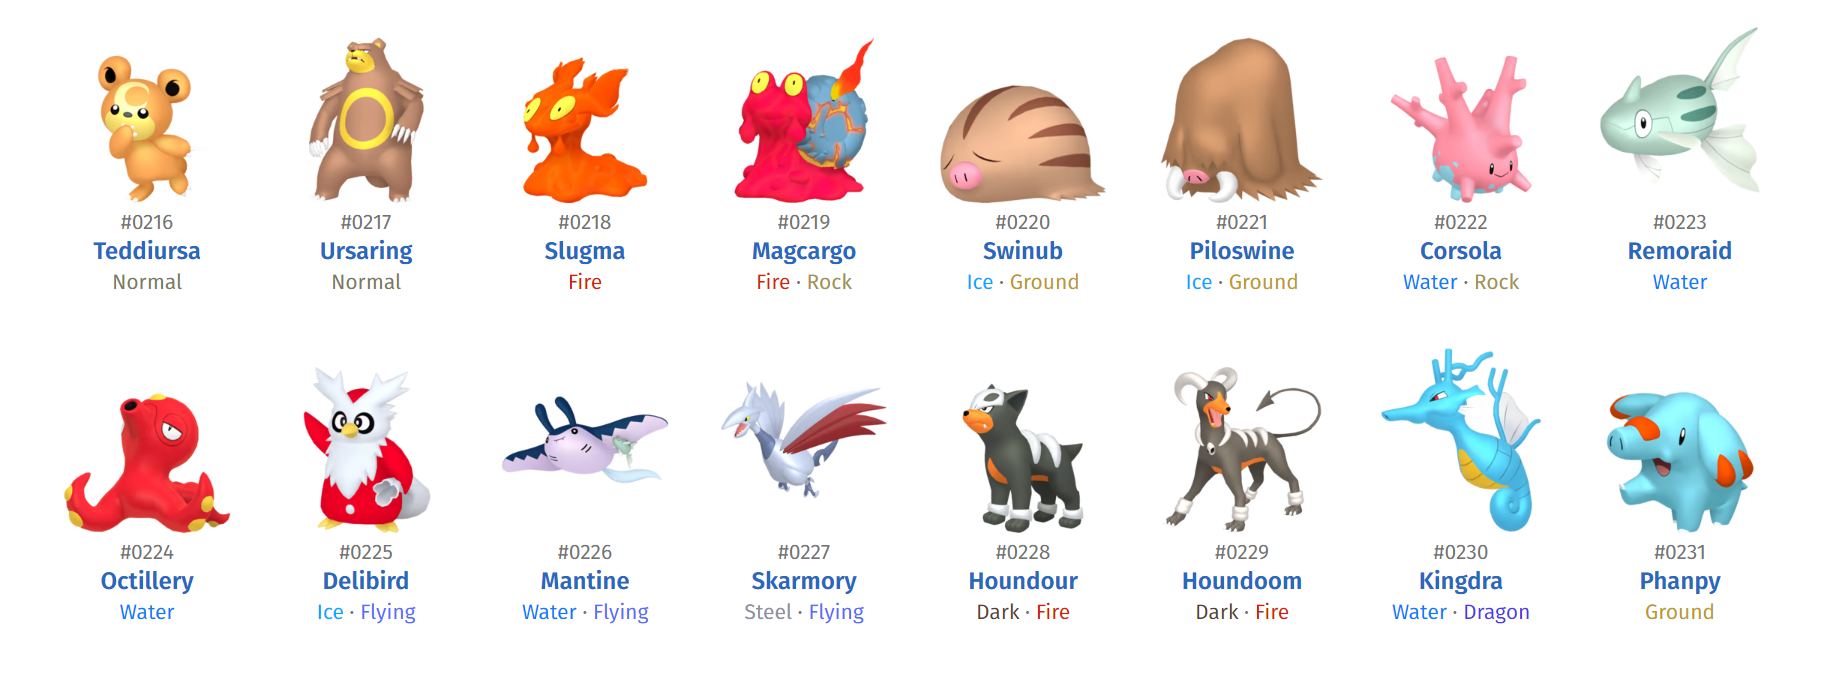 #0216
Teddiursa
Normal
#0217
Ursaring
Normal
#0218
Slugma
Fire
#0219
Magcargo
Fire · Rock
#0220
Swinub
Ice · Ground
#0221
Piloswine
Ice · Ground
#0222
Corsola
Water · Rock
#0223
Remoraid
Water
#0224
Octillery
Water
#0225
Delibird
Ice · Flying
#0226
Mantine
Water · Flying
#0227
Skarmory
Steel · Flying
#0228
Houndour
Dark · Fire
#0229
Houndoom
Dark · Fire
#0230
Kingdra
Water · Dragon
#0231
Phanpy
Ground